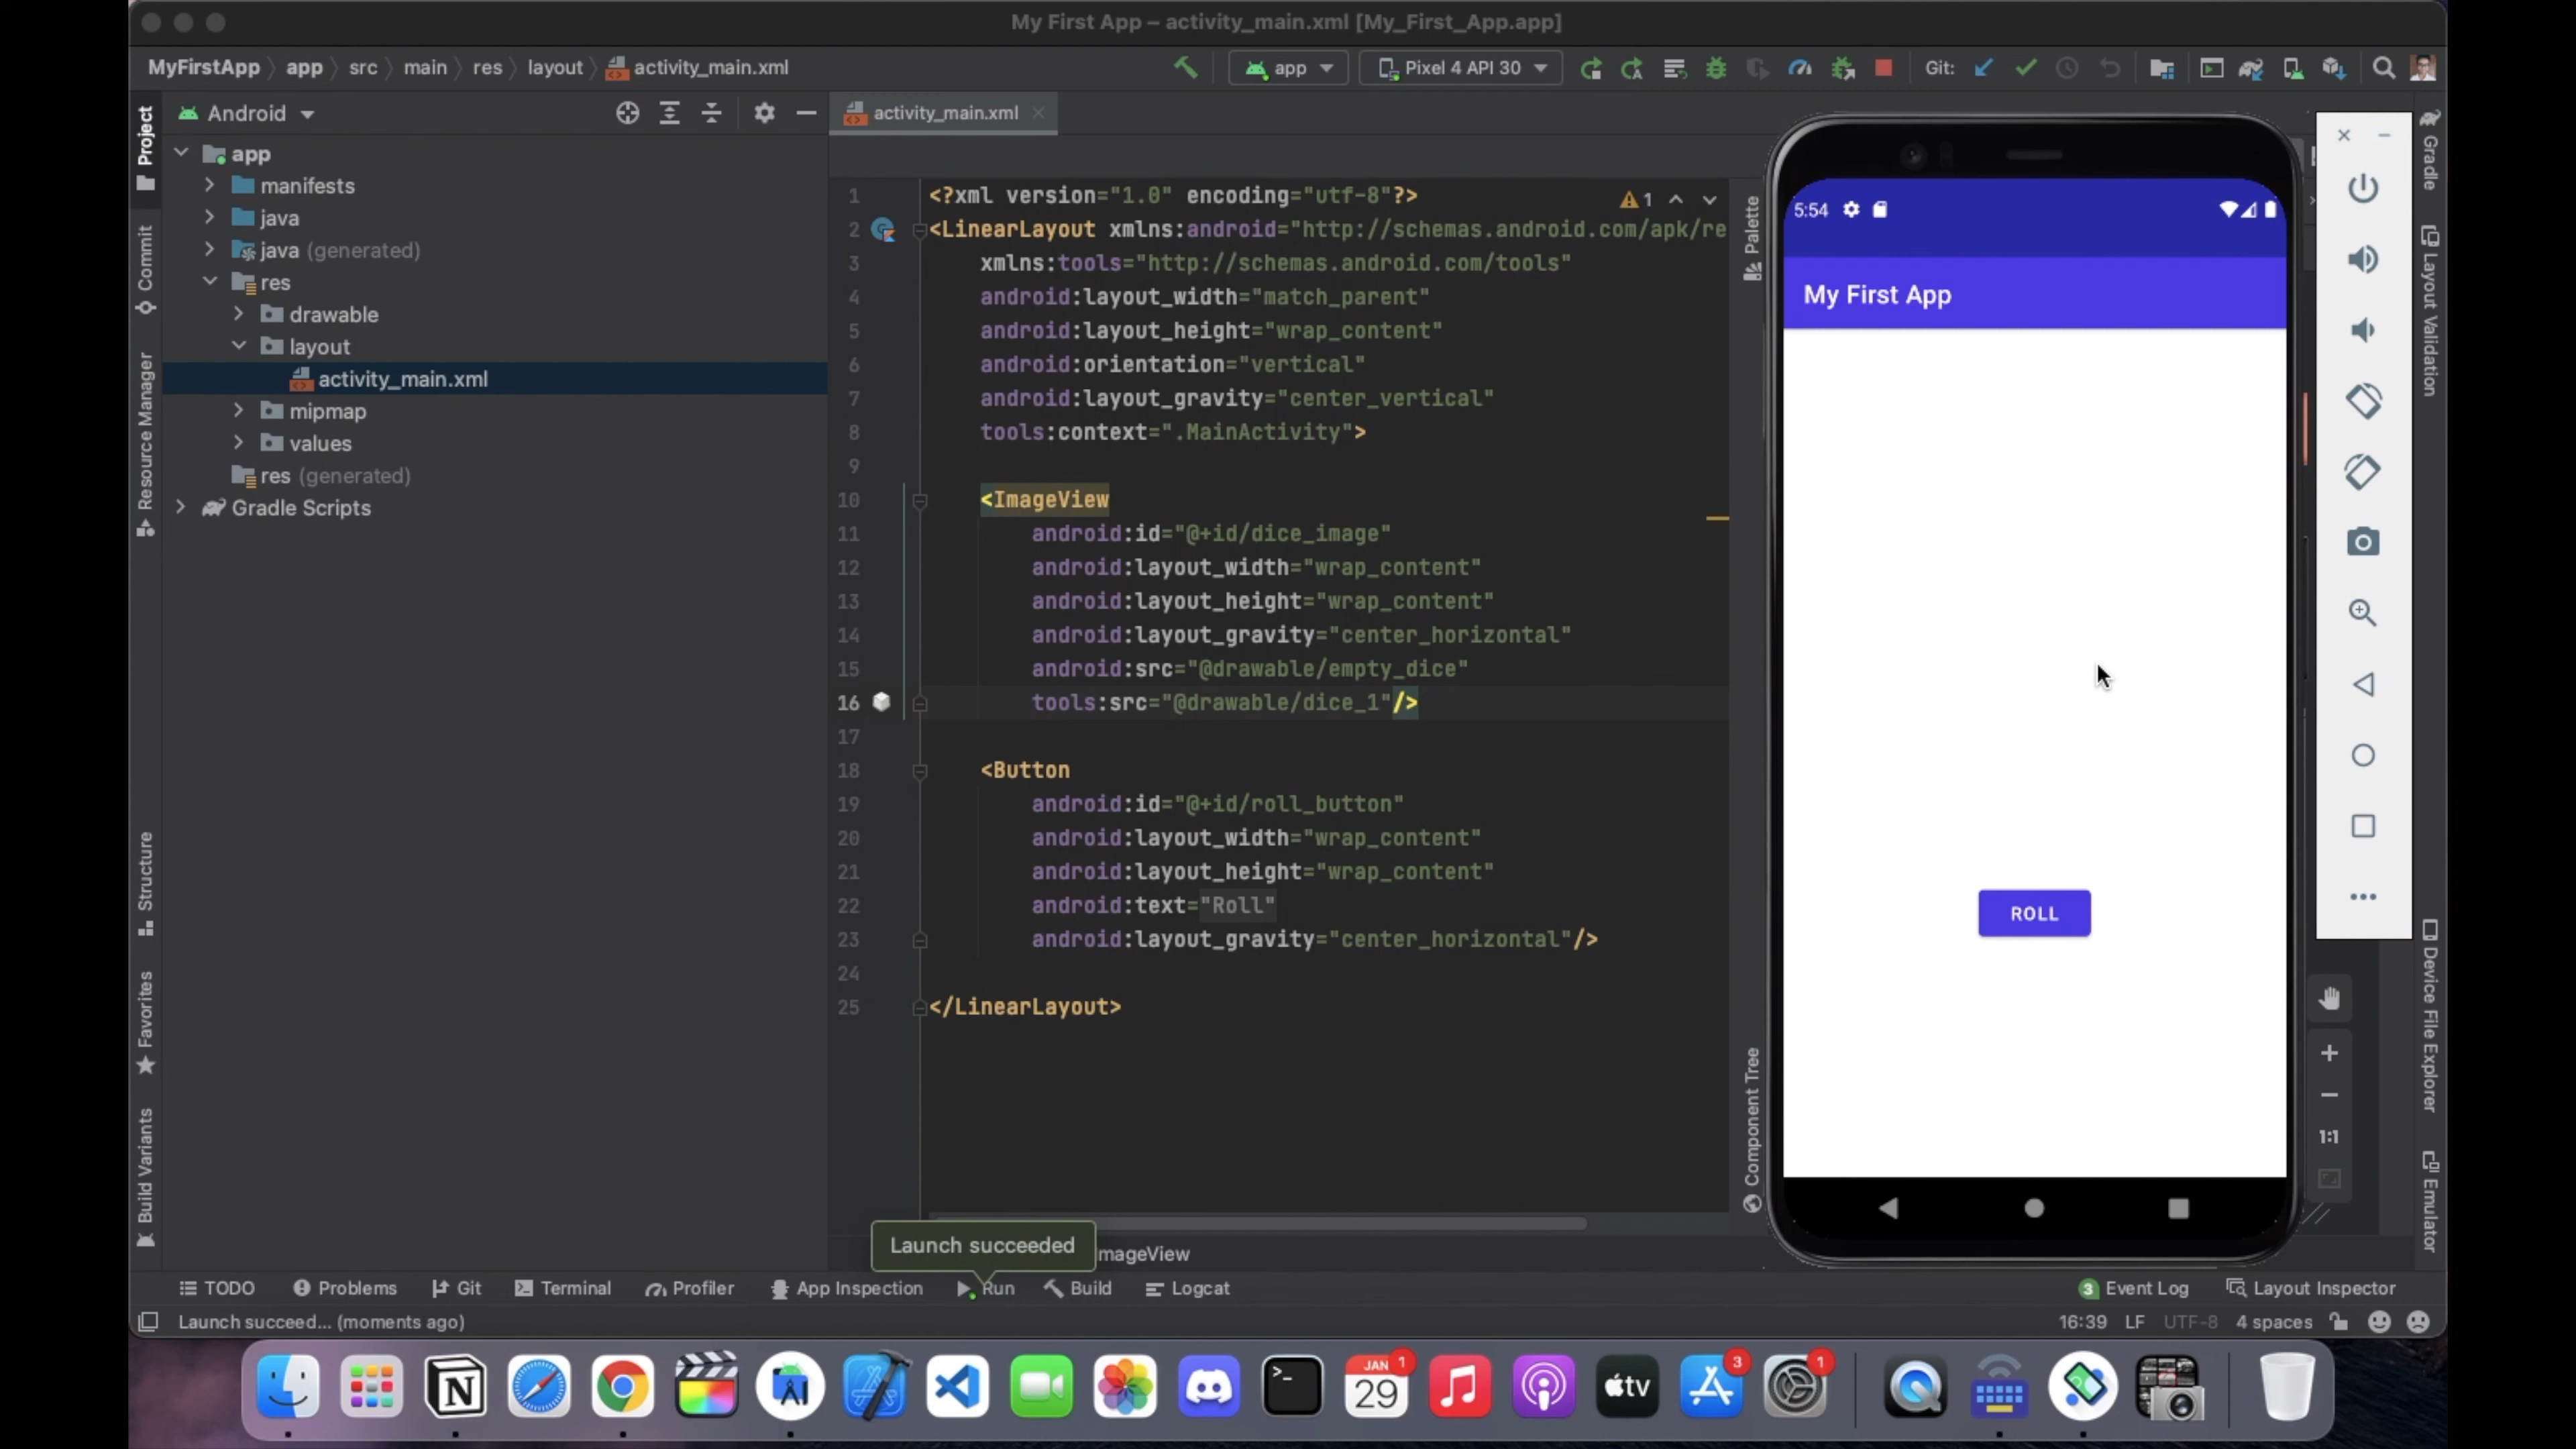 My First App – activity_main.xml [My_First_App.app]
MyFirstApp app src main res layout activity_main.xml
app Pixel 4 API 30 Git:
Android
activity_main.xml
Project
Commit
Resource Manager
Structure
Favorites
Build Variants
app
manifests
java
java (generated)
res
drawable
layout
activity_main.xml
mipmap
values
res (generated)
Gradle Scripts
1 <?xml version="1.0" encoding="utf-8"?>
1
2 <LinearLayout xmlns:android="http://schemas.android.com/apk/re
3 xmlns:tools="http://schemas.android.com/tools"
4 android:layout_width="match_parent"
5 android:layout_height="wrap_content"
6 android:orientation="vertical"
7 android:layout_gravity="center_vertical"
8 tools:context=".MainActivity">
9
10 <ImageView
11 android:id="@+id/dice_image"
12 android:layout_width="wrap_content"
13 android:layout_height="wrap_content"
14 android:layout_gravity="center_horizontal"
15 android:src="@drawable/empty_dice"
16 tools:src="@drawable/dice_1"/>
17
18 <Button
19 android:id="@+id/roll_button"
20 android:layout_width="wrap_content"
21 android:layout_height="wrap_content"
22 android:text="Roll"
23 android:layout_gravity="center_horizontal"/>
24
25 </LinearLayout>
Palette
Component Tree
5:54
My First App
ROLL
Gradle
Layout Validation
Device File Explorer
Emulator
1:1
Launch succeeded
mageView
TODO Problems Git Terminal Profiler App Inspection Run Build Logcat
3 Event Log Layout Inspector
Launch succeed... (moments ago)
16:39 LF UTF-8 4 spaces
JAN 1
29
tv
3
1